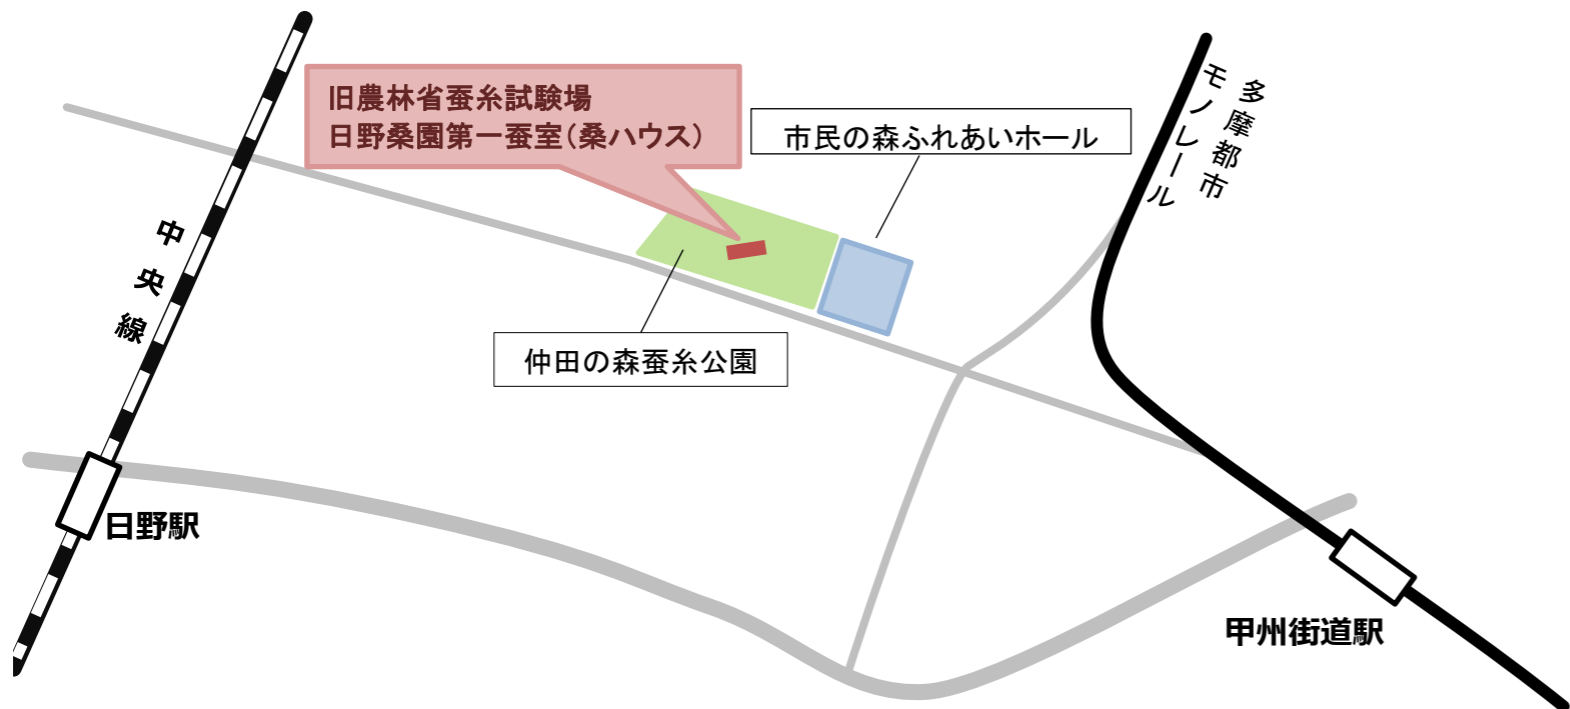 旧農林省蚕糸試験場
日野桑園第一蚕室(桑ハウス)
市民の森ふれあいホール
多摩都市
モノレール
中央線
仲田の森蚕糸公園
日野駅
甲州街道駅